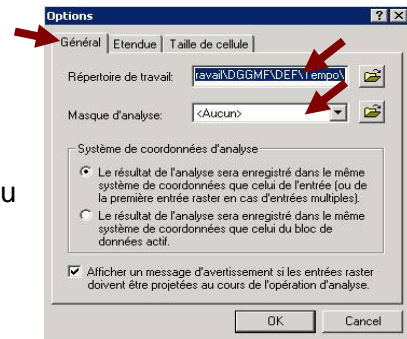 Options
Général
Etendue
Taille de cellule
Répertoire de travail:
ravail\DGGMF\DEF\Tempo\
Masque d'analyse:
<Aucun>
Système de coordonnées d'analyse
Le résultat de l'analyse sera enregistré dans le même
système de coordonnées que celui de l'entrée (ou de
la première entrée raster en cas d'entrées multiples).
u
Le résultat de l'analyse sera enregistré dans le même
système de coordonnées que celui du bloc de
données actif.
Afficher un message d'avertissement si les entrées raster
doivent être projetées au cours de l'opération d'analyse.
OK
Cancel